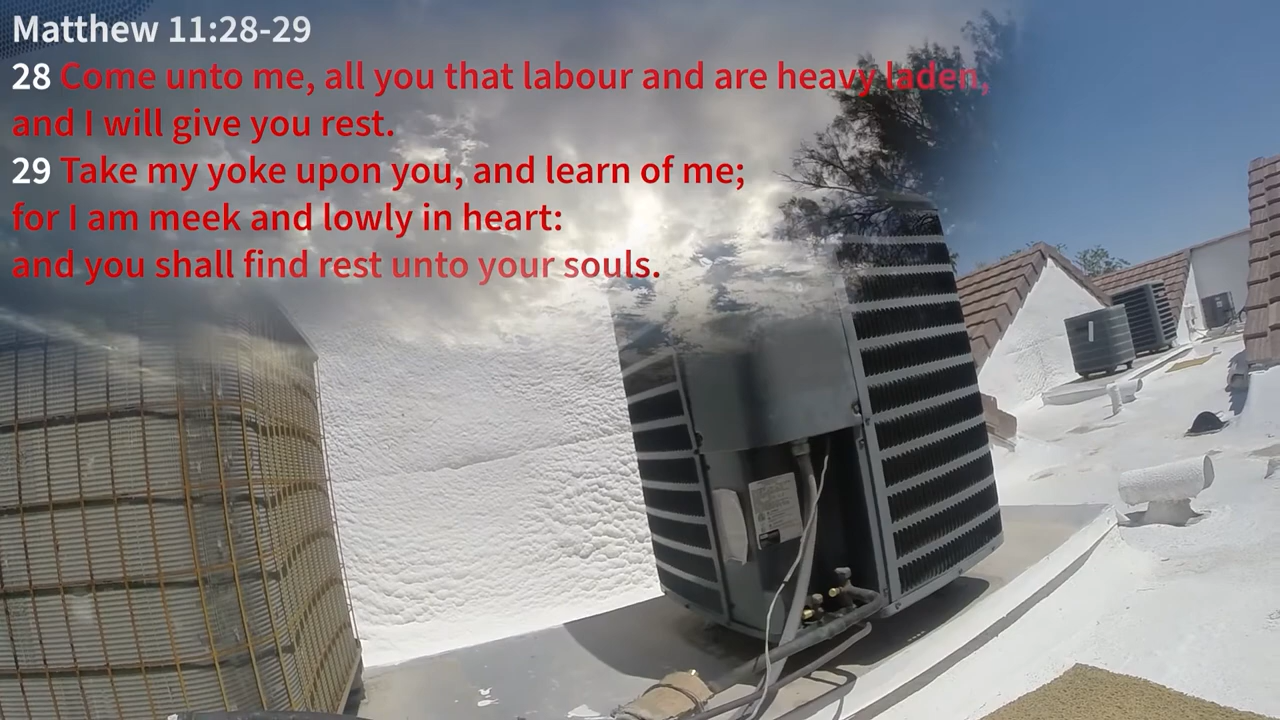 Matthew 11:28-29
28 Come unto me, all you that labour and are heavy laden,
and I will give you rest.
29 Take my yoke upon you, and learn of me;
for I am meek and lowly in heart:
and you shall find rest unto your souls.